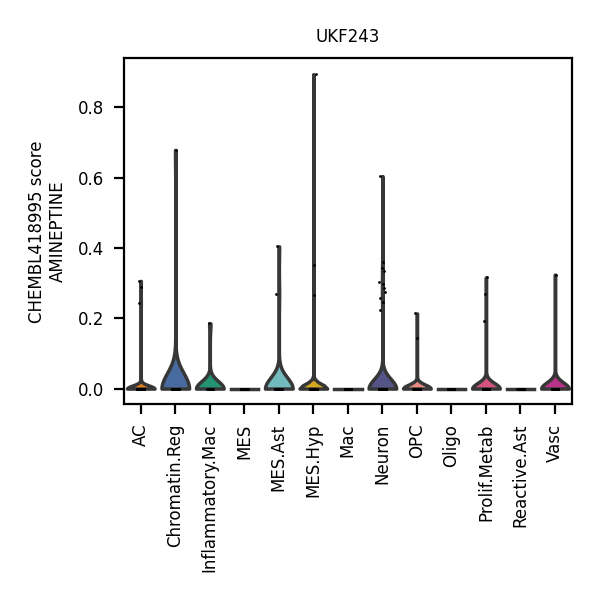 UKF243
CHEMBL418995 score
AMINEPTINE
0.8
0.6
0.4
0.2
0.0
AC
Chromatin.Reg
Inflammatory.Mac
MES
MES.Ast
MES.Hyp
Mac
Neuron
OPC
Oligo
Prolif.Metab
Reactive.Ast
Vasc